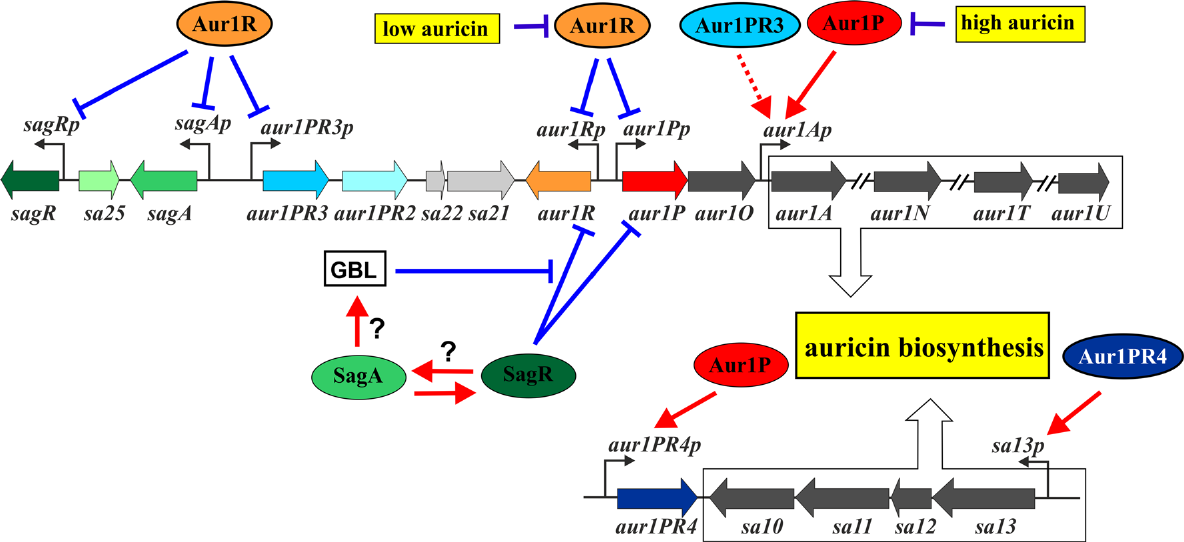 Aur1R
low auricin
Aur1R
Aur1PR3
Aur1P
high auricin
sagRp
sagAp
aur1PR3p
aur1Rp
aur1Pp
aur1Ap
sagR
sa25
sagA
aur1PR3
aur1PR2
sa22
sa21
aur1R
aur1P
aur1O
aur1A
aur1N
aur1T
aur1U
GBL
?
?
SagA
SagR
auricin biosynthesis
Aur1P
Aur1PR4
aur1PR4p
sa13p
aur1PR4
sa10
sa11
sa12
sa13